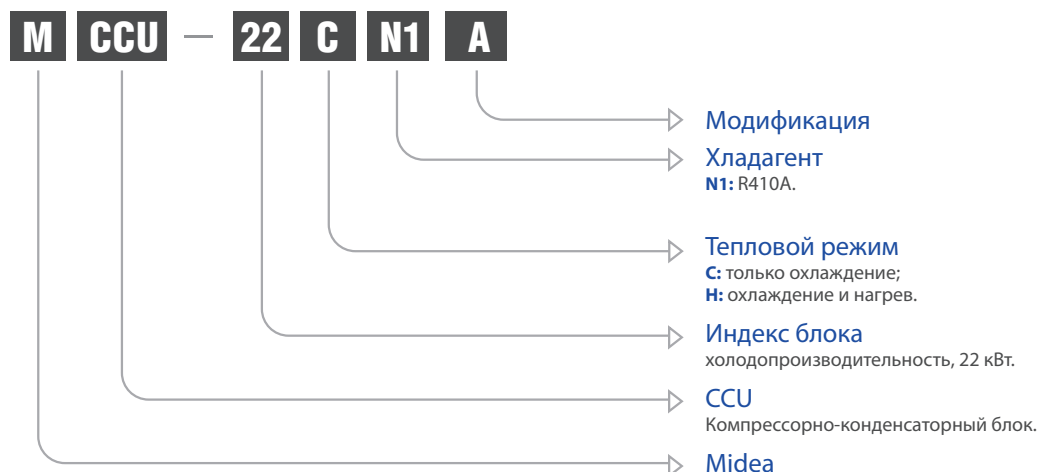 M CCU — 22 C N1 A
Модификация
Хладагент
N1: R410A.
Тепловой режим
C: только охлаждение;
H: охлаждение и нагрев.
Индекс блока
холодопроизводительность, 22 кВт.
CCU
Компрессорно-конденсаторный блок.
Midea